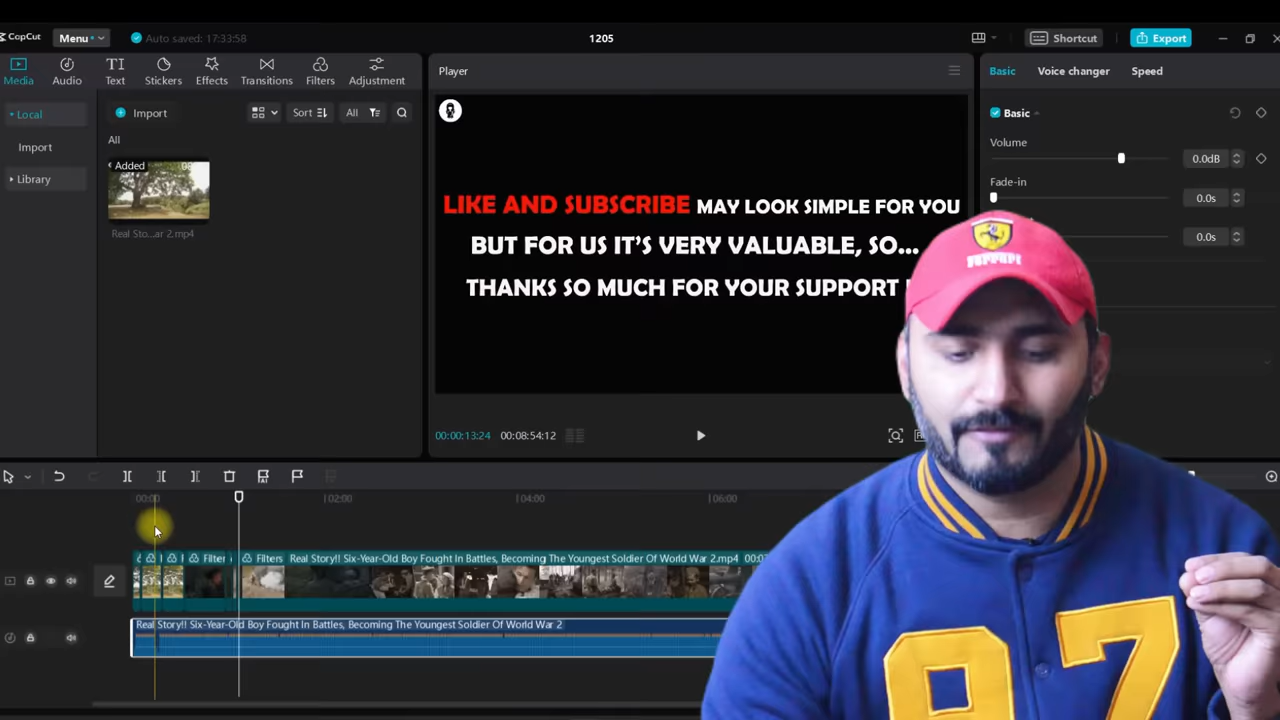 CapCut Menu Auto saved: 17:33:58 1205 Shortcut Export
Media Audio Text Stickers Effects Transitions Filters Adjustment
Local Import Sort All
Import All
Library Added
Real Sto...ar 2.mp4
Player
LIKE AND SUBSCRIBE MAY LOOK SIMPLE FOR YOU
BUT FOR US IT'S VERY VALUABLE, SO...
THANKS SO MUCH FOR YOUR SUPPORT
00:00:13:24 00:08:54:12
Basic Voice changer Speed
Basic
Volume 0.0dB
Fade-in 0.0s
0.0s
Ferrari
97
00:00 02:00 04:00 06:00
Filter Filters Real Story!! Six-Year-Old Boy Fought In Battles, Becoming The Youngest Soldier Of World War 2.mp4
Real Story!! Six-Year-Old Boy Fought In Battles, Becoming The Youngest Soldier Of World War 2